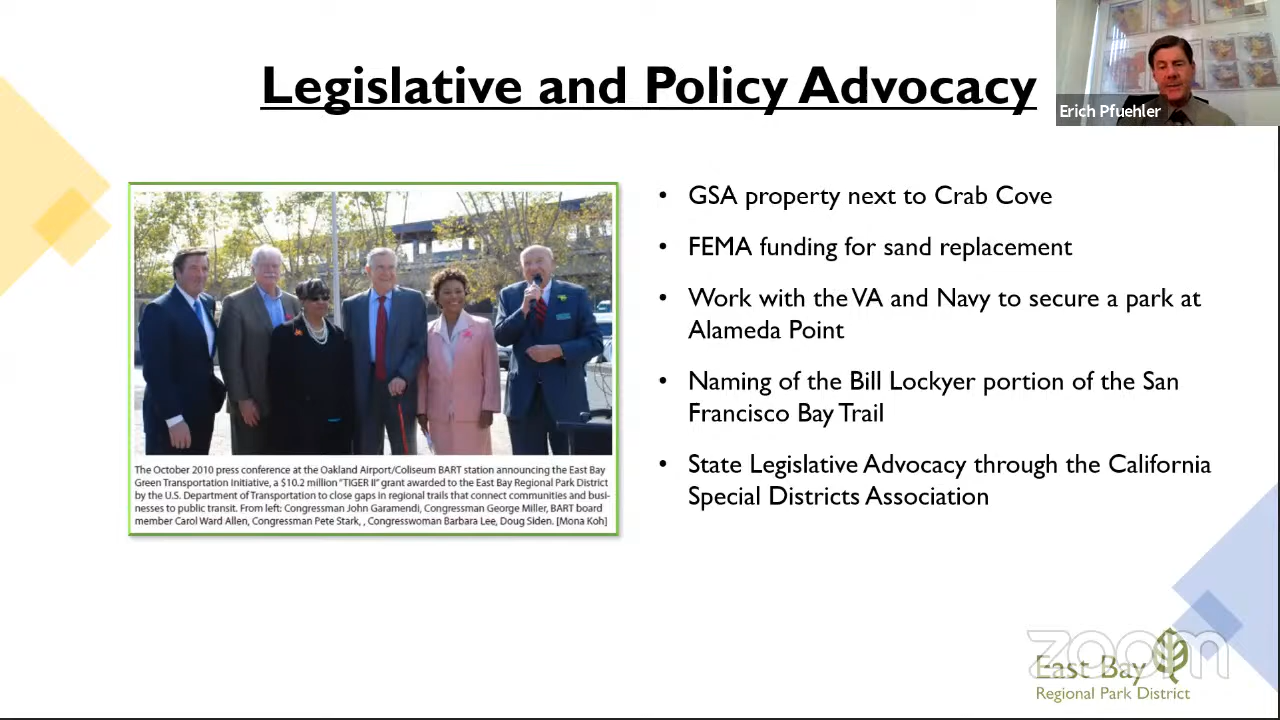 Legislative and Policy Advocacy
Erich Pfuehler
The October 2010 press conference at the Oakland Airport/Coliseum BART station announcing the East Bay
Green Transportation Initiative, a $10.2 million "TIGER II" grant awarded to the East Bay Regional Park District
by the U.S. Department of Transportation to close gaps in regional trails that connect communities and busi-
nesses to public transit. From left: Congressman John Garamendi, Congressman George Miller, BART board
member Carol Ward Allen, Congressman Pete Stark, , Congresswoman Barbara Lee, Doug Siden. [Mona Koh]
• GSA property next to Crab Cove
• FEMA funding for sand replacement
• Work with the VA and Navy to secure a park at
Alameda Point
• Naming of the Bill Lockyer portion of the San
Francisco Bay Trail
• State Legislative Advocacy through the California
Special Districts Association
zoom
East Bay
Regional Park District